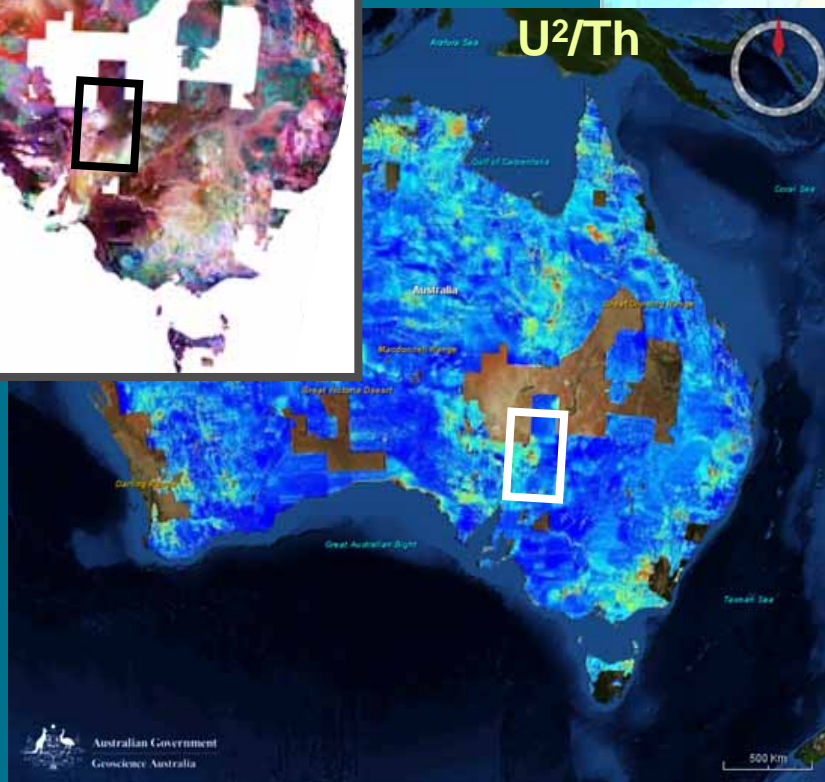 U²/Th
Arafura Sea
Gulf of Carpentaria
Coral Sea
Australia
Great Dividing Range
Macdonnell Range
Great Victoria Desert
Darling
Great Australian Bight
Tasman Sea
Australian Government
Geoscience Australia
500 Km